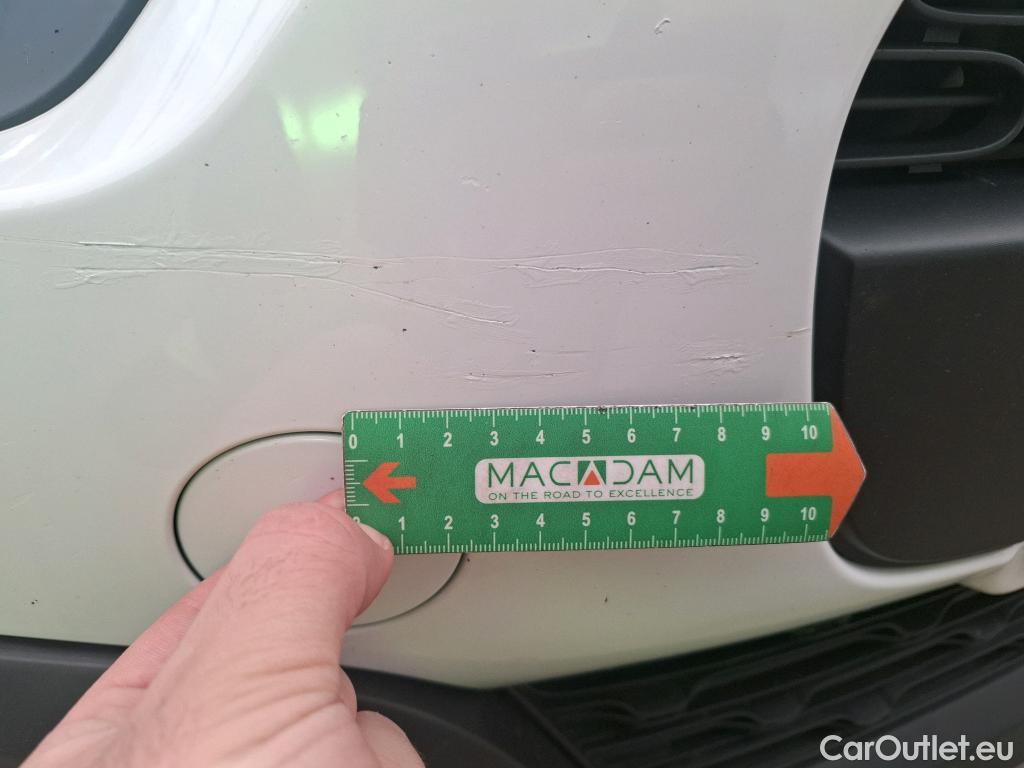 0 1 2 3 4 5 6 7 8 9 10
MACADAM
ON THE ROAD TO EXCELLENCE
1 2 3 4 5 6 7 8 9 10
CarOutlet.eu